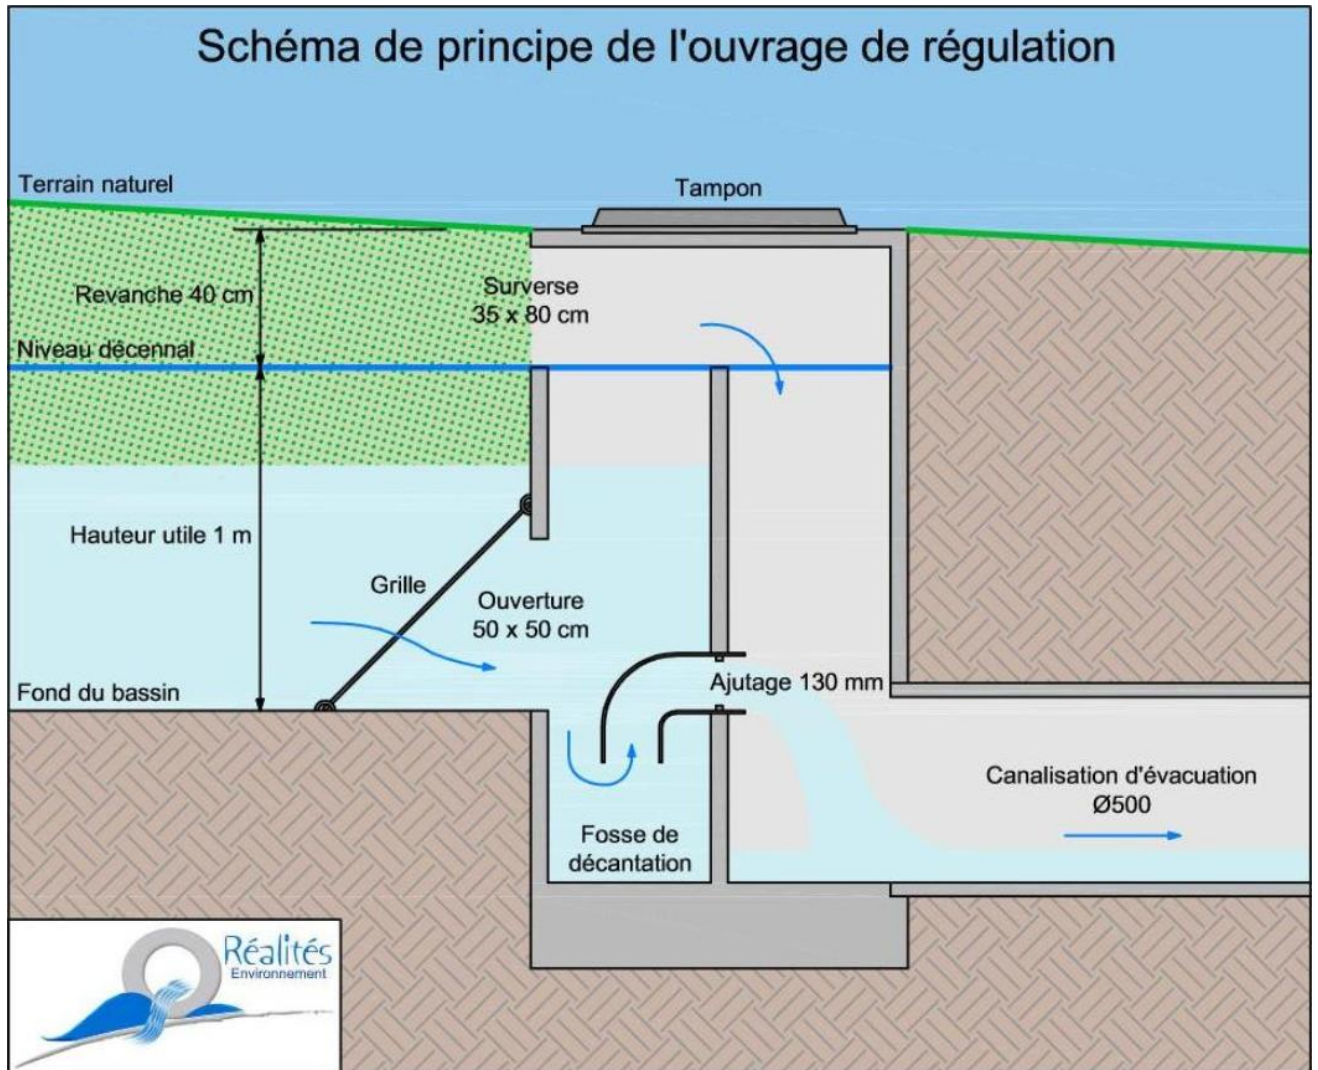 Schéma de principe de l'ouvrage de régulation
Terrain naturel
Tampon
Revanche 40 cm
Surverse
35 x 80 cm
Niveau décennal
Hauteur utile 1 m
Grille
Ouverture
50 x 50 cm
Fond du bassin
Ajutage 130 mm
Canalisation d'évacuation
Ø500
Fosse de
décantation
Réalités
Environnement